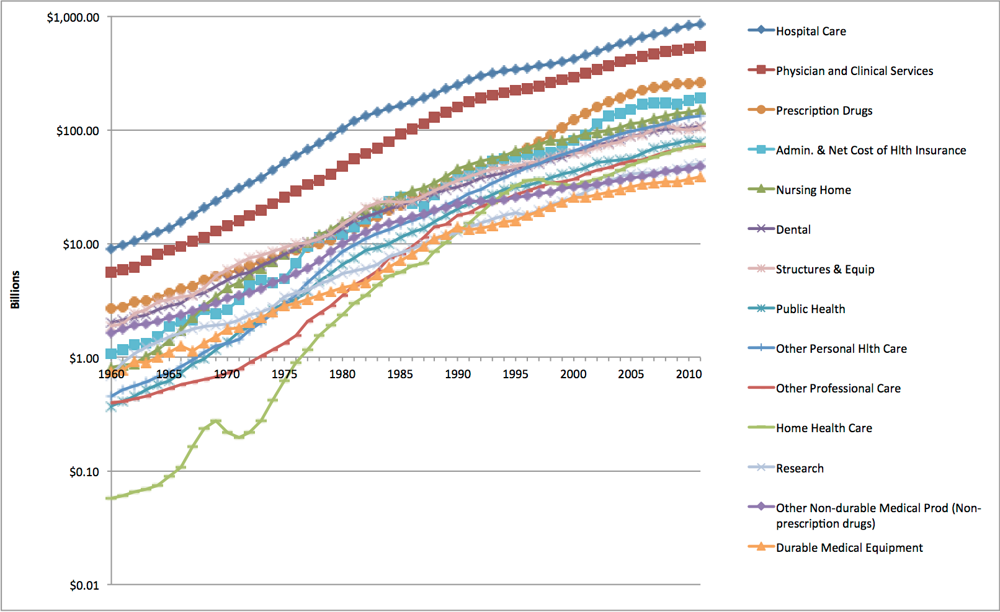 $1,000.00
$100.00
$10.00
$1.00
$0.10
$0.01
Billions
1960 1965 1970 1975 1980 1985 1990 1995 2000 2005 2010
Hospital Care
Physician and Clinical Services
Prescription Drugs
Admin. & Net Cost of Hlth Insurance
Nursing Home
Dental
Structures & Equip
Public Health
Other Personal Hlth Care
Other Professional Care
Home Health Care
Research
Other Non-durable Medical Prod (Non-
prescription drugs)
Durable Medical Equipment